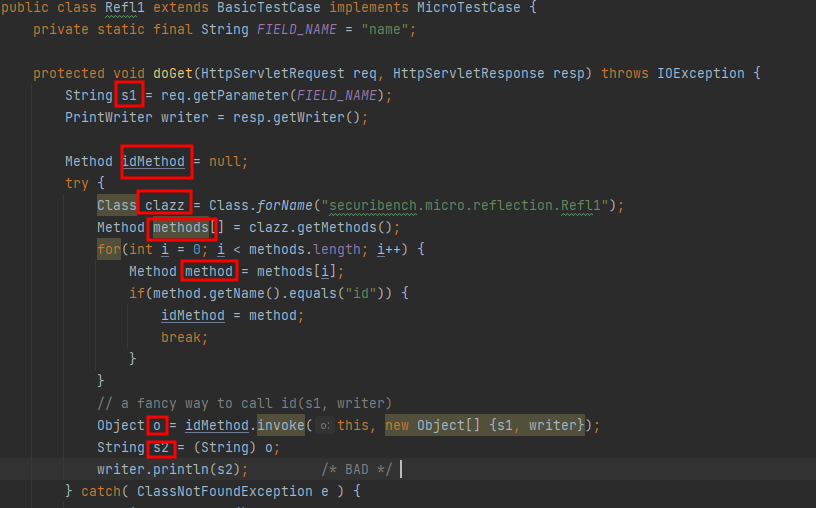 public class Refl1 extends BasicTestCase implements MicroTestCase {
private static final String FIELD_NAME = "name";
protected void doGet(HttpServletRequest req, HttpServletResponse resp) throws IOException {
String s1 = req.getParameter(FIELD_NAME);
PrintWriter writer = resp.getWriter();
Method idMethod = null;
try {
Class clazz = Class.forName("securibench.micro.reflection.Refl1");
Method methods[] = clazz.getMethods();
for(int i = 0; i < methods.length; i++) {
Method method = methods[i];
if(method.getName().equals("id")) {
idMethod = method;
break;
}
}
// a fancy way to call id(s1, writer)
Object o = idMethod.invoke( o: this, new Object[] {s1, writer});
String s2 = (String) o;
writer.println(s2); /* BAD */
} catch( ClassNotFoundException e ) {